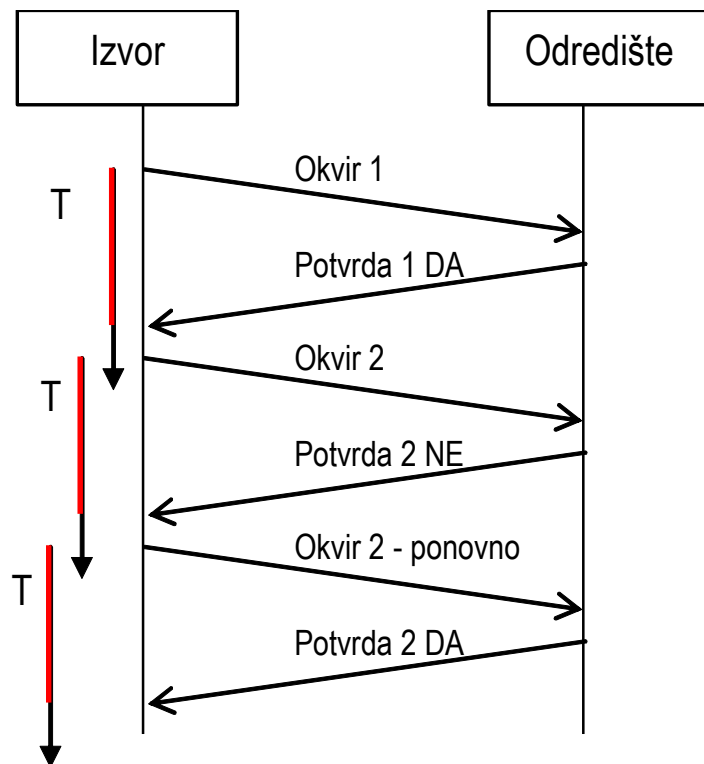 Izvor
Odredište
Okvir 1
T
Potvrda 1 DA
Okvir 2
T
Potvrda 2 NE
Okvir 2 - ponovno
T
Potvrda 2 DA